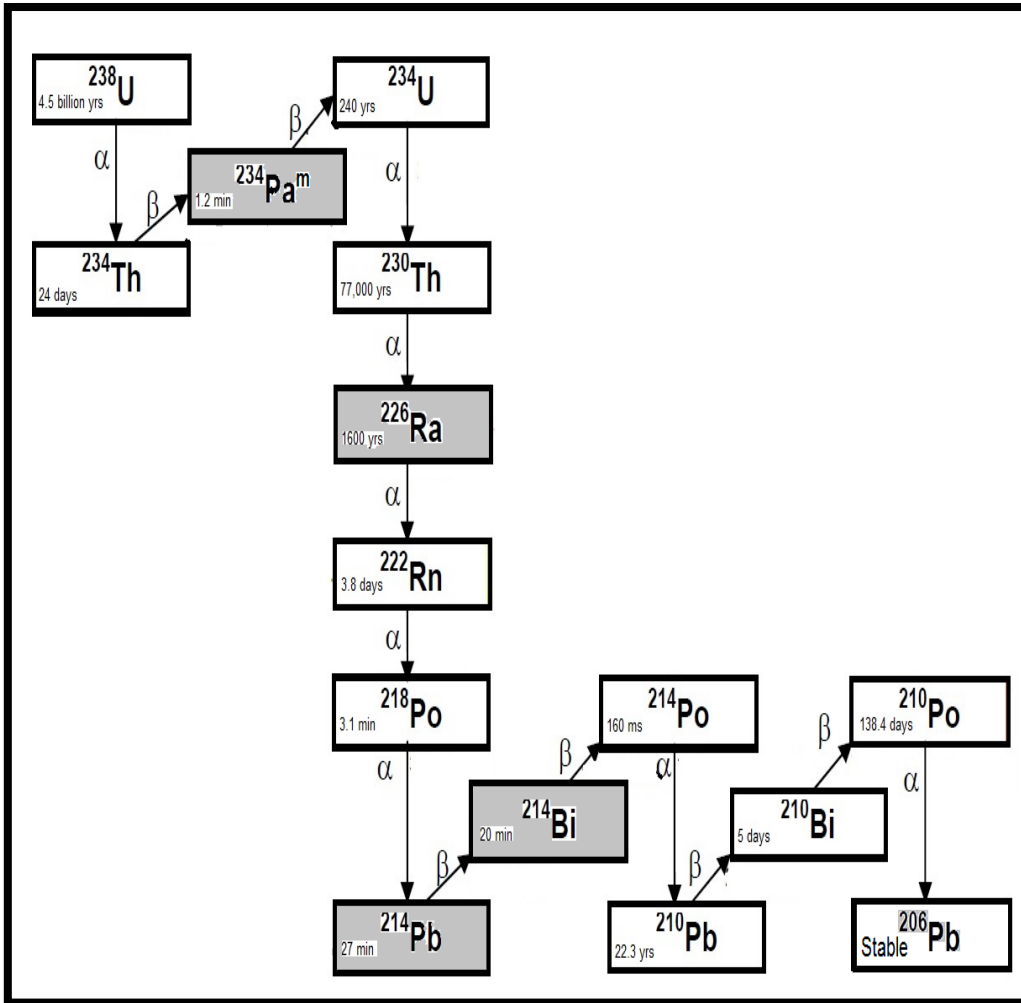 ²³⁸U
4.5 billion yrs
²³⁴U
240 yrs
α
β
²³⁴Paᵐ
1.2 min
β
α
²³⁴Th
24 days
²³⁰Th
77,000 yrs
α
²²⁶Ra
1600 yrs
α
²²²Rn
3.8 days
α
²¹⁸Po
3.1 min
²¹⁴Po
160 ms
²¹⁰Po
138.4 days
α
β
α
β
α
²¹⁴Bi
20 min
²¹⁰Bi
5 days
β
β
²¹⁴Pb
27 min
²¹⁰Pb
22.3 yrs
²⁰⁶Pb
Stable